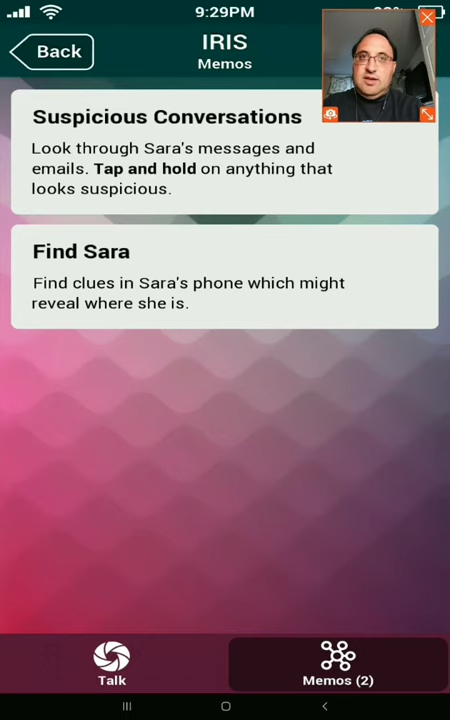 9:29PM
IRIS
Back
Memos
Suspicious Conversations
Look through Sara's messages and
emails. Tap and hold on anything that
looks suspicious.
Find Sara
Find clues in Sara's phone which might
reveal where she is.
Talk
Memos (2)